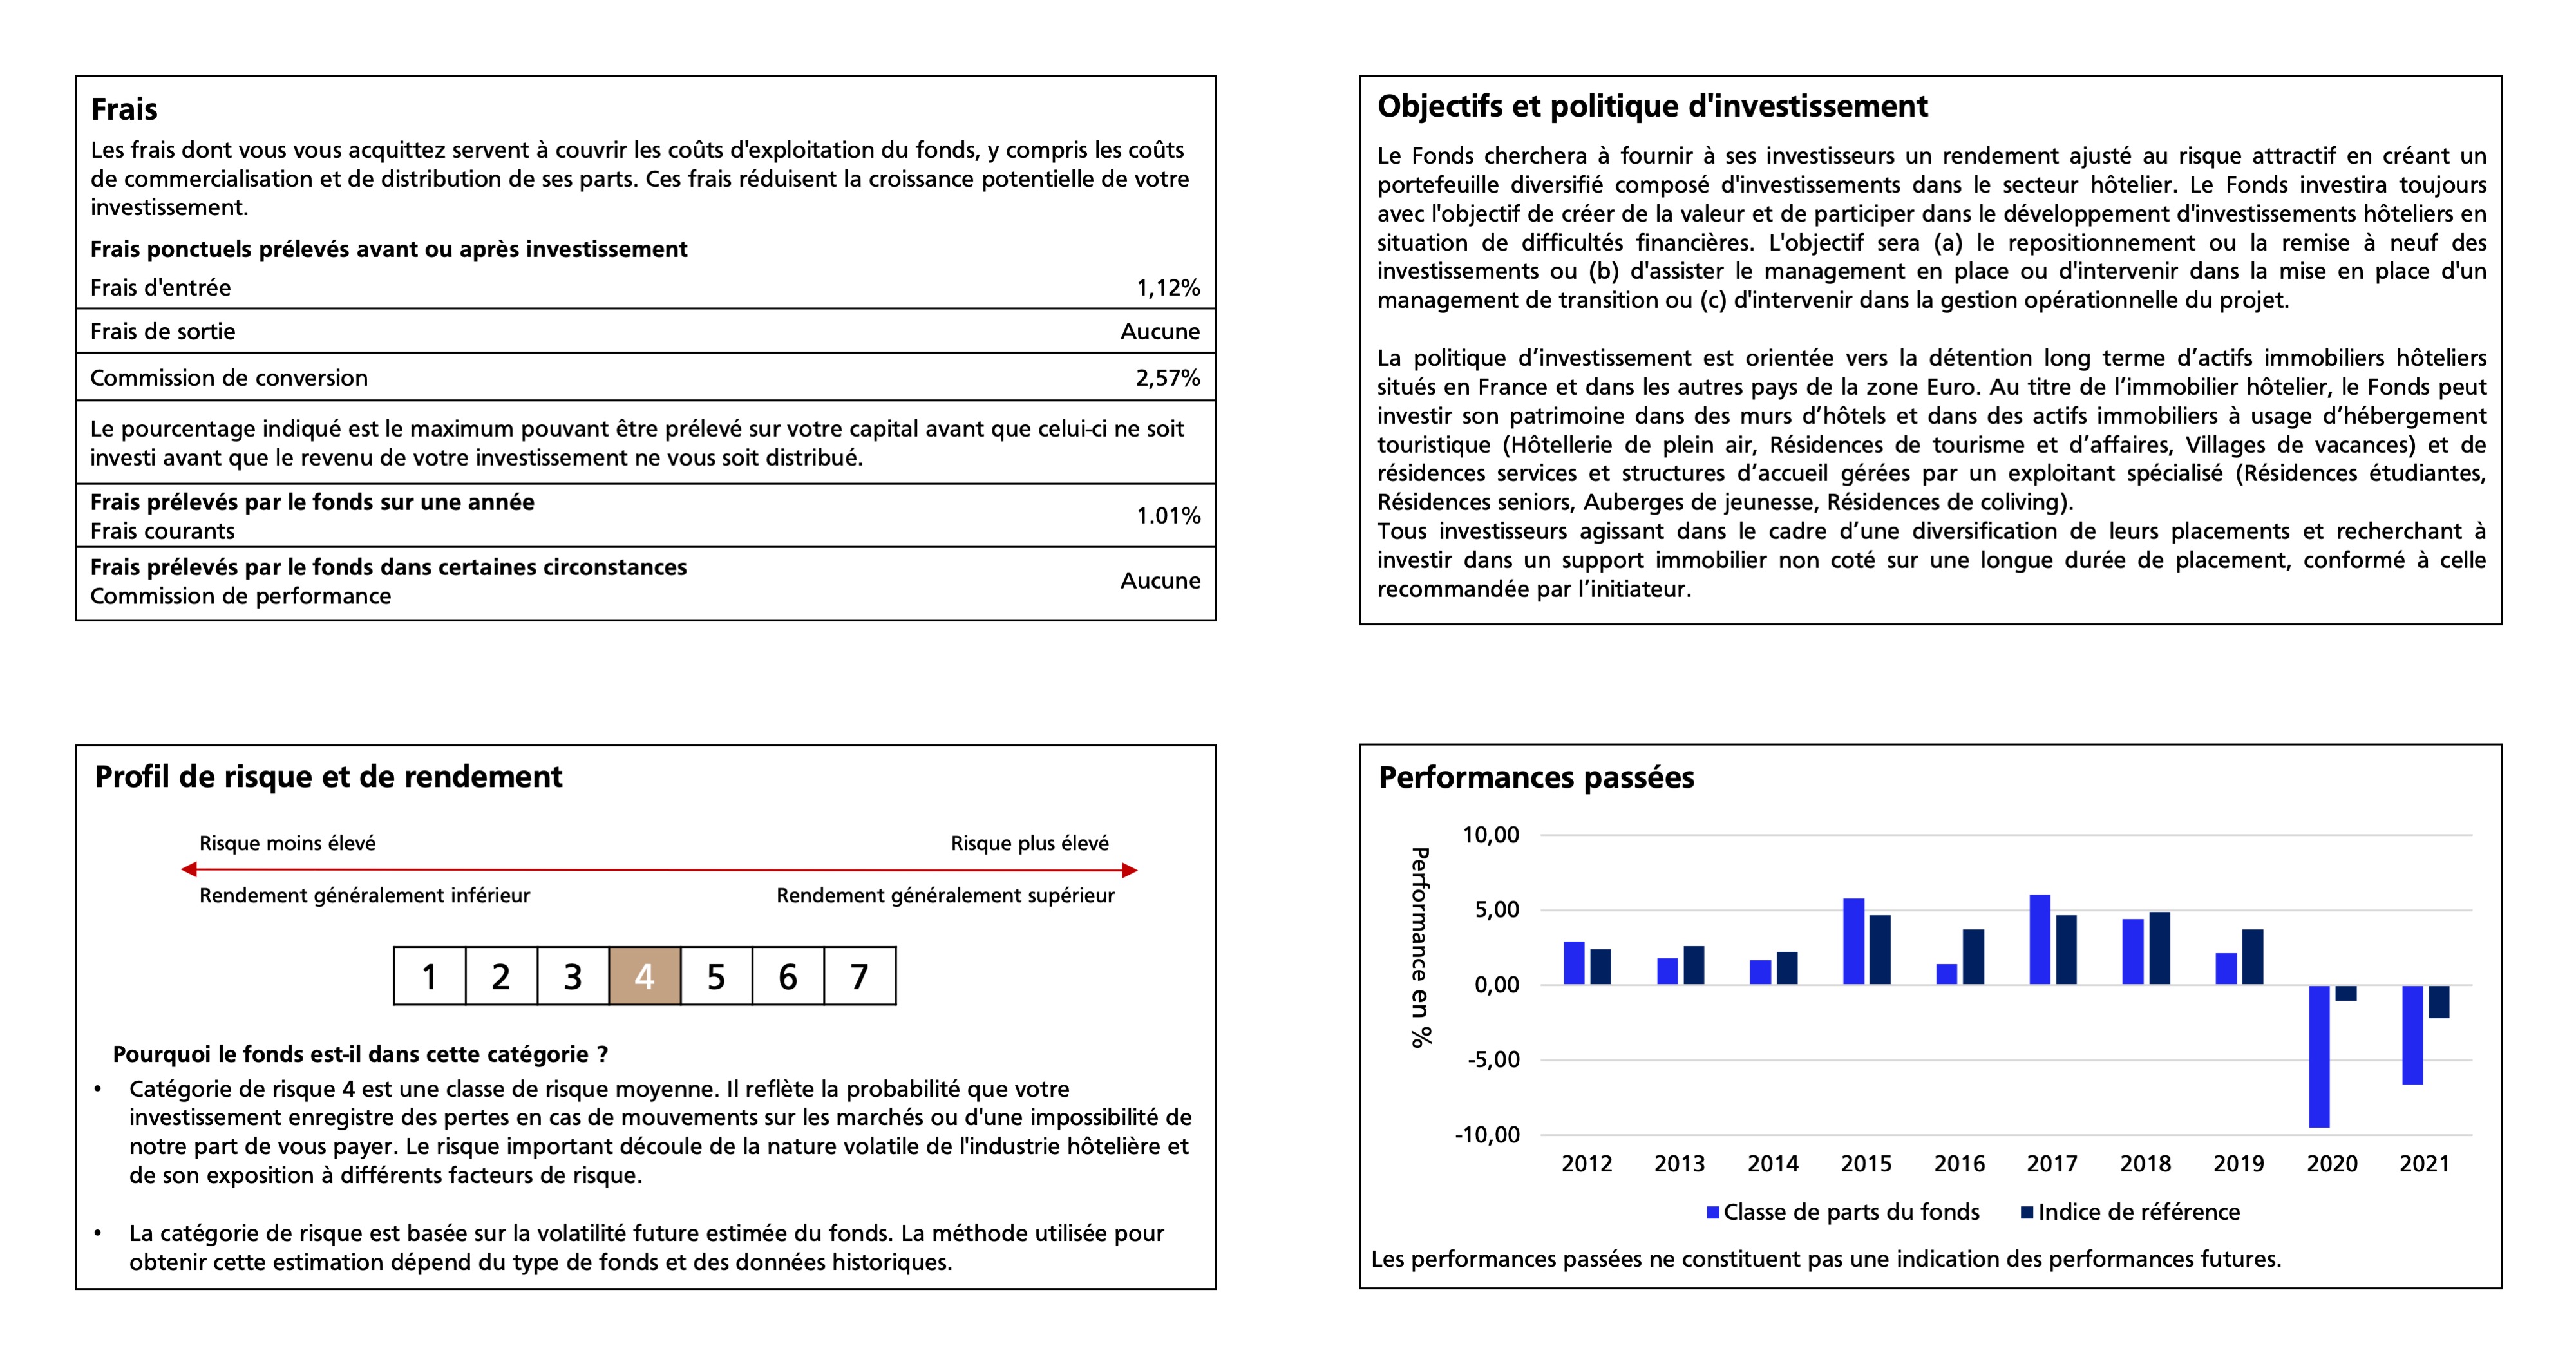 Frais
Les frais dont vous vous acquittez servent à couvrir les coûts d'exploitation du fonds, y compris les coûts
de commercialisation et de distribution de ses parts. Ces frais réduisent la croissance potentielle de votre
investissement.
Frais ponctuels prélevés avant ou après investissement
Frais d'entrée 1,12%
Frais de sortie Aucune
Commission de conversion 2,57%
Le pourcentage indiqué est le maximum pouvant être prélevé sur votre capital avant que celui-ci ne soit
investi avant que le revenu de votre investissement ne vous soit distribué.
Frais prélevés par le fonds sur une année
Frais courants 1.01%
Frais prélevés par le fonds dans certaines circonstances
Commission de performance Aucune
Objectifs et politique d'investissement
Le Fonds cherchera à fournir à ses investisseurs un rendement ajusté au risque attractif en créant un
portefeuille diversifié composé d'investissements dans le secteur hôtelier. Le Fonds investira toujours
avec l'objectif de créer de la valeur et de participer dans le développement d'investissements hôteliers en
situation de difficultés financières. L'objectif sera (a) le repositionnement ou la remise à neuf des
investissements ou (b) d'assister le management en place ou d'intervenir dans la mise en place d'un
management de transition ou (c) d'intervenir dans la gestion opérationnelle du projet.
La politique d’investissement est orientée vers la détention long terme d’actifs immobiliers hôteliers
situés en France et dans les autres pays de la zone Euro. Au titre de l’immobilier hôtelier, le Fonds peut
investir son patrimoine dans des murs d’hôtels et dans des actifs immobiliers à usage d’hébergement
touristique (Hôtellerie de plein air, Résidences de tourisme et d’affaires, Villages de vacances) et de
résidences services et structures d’accueil gérées par un exploitant spécialisé (Résidences étudiantes,
Résidences seniors, Auberges de jeunesse, Résidences de coliving).
Tous investisseurs agissant dans le cadre d’une diversification de leurs placements et recherchant à
investir dans un support immobilier non coté sur une longue durée de placement, conformé à celle
recommandée par l’initiateur.
Profil de risque et de rendement
Risque moins élevé Risque plus élevé
Rendement généralement inférieur Rendement généralement supérieur
1 2 3 4 5 6 7
Pourquoi le fonds est-il dans cette catégorie ?
• Catégorie de risque 4 est une classe de risque moyenne. Il reflète la probabilité que votre
investissement enregistre des pertes en cas de mouvements sur les marchés ou d'une impossibilité de
notre part de vous payer. Le risque important découle de la nature volatile de l'industrie hôtelière et
de son exposition à différents facteurs de risque.
• La catégorie de risque est basée sur la volatilité future estimée du fonds. La méthode utilisée pour
obtenir cette estimation dépend du type de fonds et des données historiques.
Performances passées
Performance en %
10,00
5,00
0,00
-5,00
-10,00
2012 2013 2014 2015 2016 2017 2018 2019 2020 2021
Classe de parts du fonds Indice de référence
Les performances passées ne constituent pas une indication des performances futures.